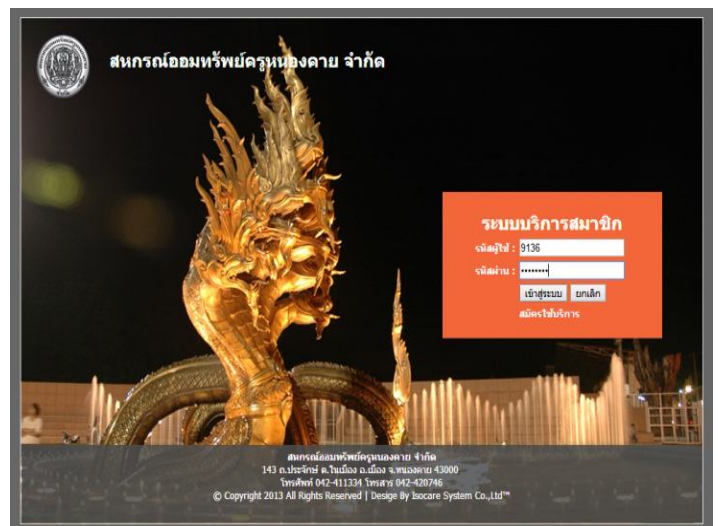 สหกรณ์ออมทรัพย์ครูหนองคาย จำกัด
ระบบบริการสมาชิก
รหัสผู้ใช้ : 9136
รหัสผ่าน : ••••••••
เข้าสู่ระบบ ยกเลิก
สมัครใช้บริการ
สหกรณ์ออมทรัพย์ครูหนองคาย จำกัด
143 ถ.ประจักษ์ ต.ในเมือง อ.เมือง จ.หนองคาย 43000
โทรศัพท์ 042-411334 โทรสาร 042-420746
© Copyright 2013 All Rights Reserved | Desige By Isocare System Co.,Ltd™